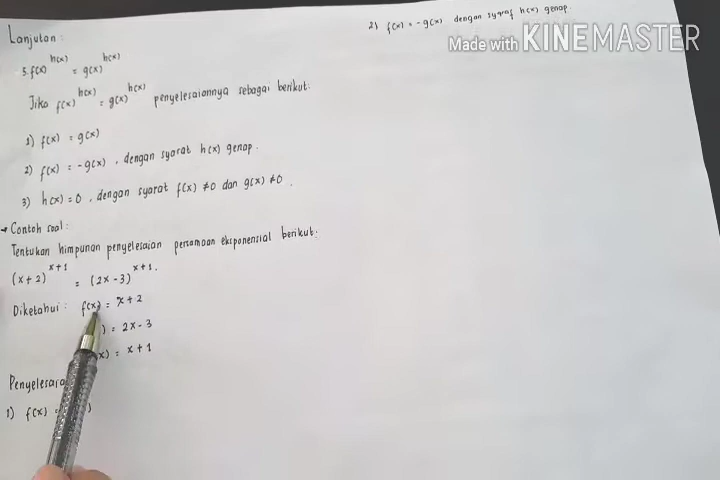 Lanjutan :
5. f(x)^h(x) = g(x)^h(x)
Jika f(x)^h(x) = g(x)^h(x) penyelesaiannya sebagai berikut:
1) f(x) = g(x)
2) f(x) = -g(x) , dengan syarat h(x) genap .
3) h(x) = 0 , dengan syarat f(x) ≠ 0 dan g(x) ≠ 0 .
Contoh soal :
Tentukan himpunan penyelesaian persamaan eksponensial berikut:
(x+2)^x+1 = (2x-3)^x+1 .
Diketahui : f(x) = x + 2
) = 2x - 3
x) = x + 1
1) f(x)
2) f(x) = -g(x) dengan syaraf h(x) genap.
Made with KINEMASTER